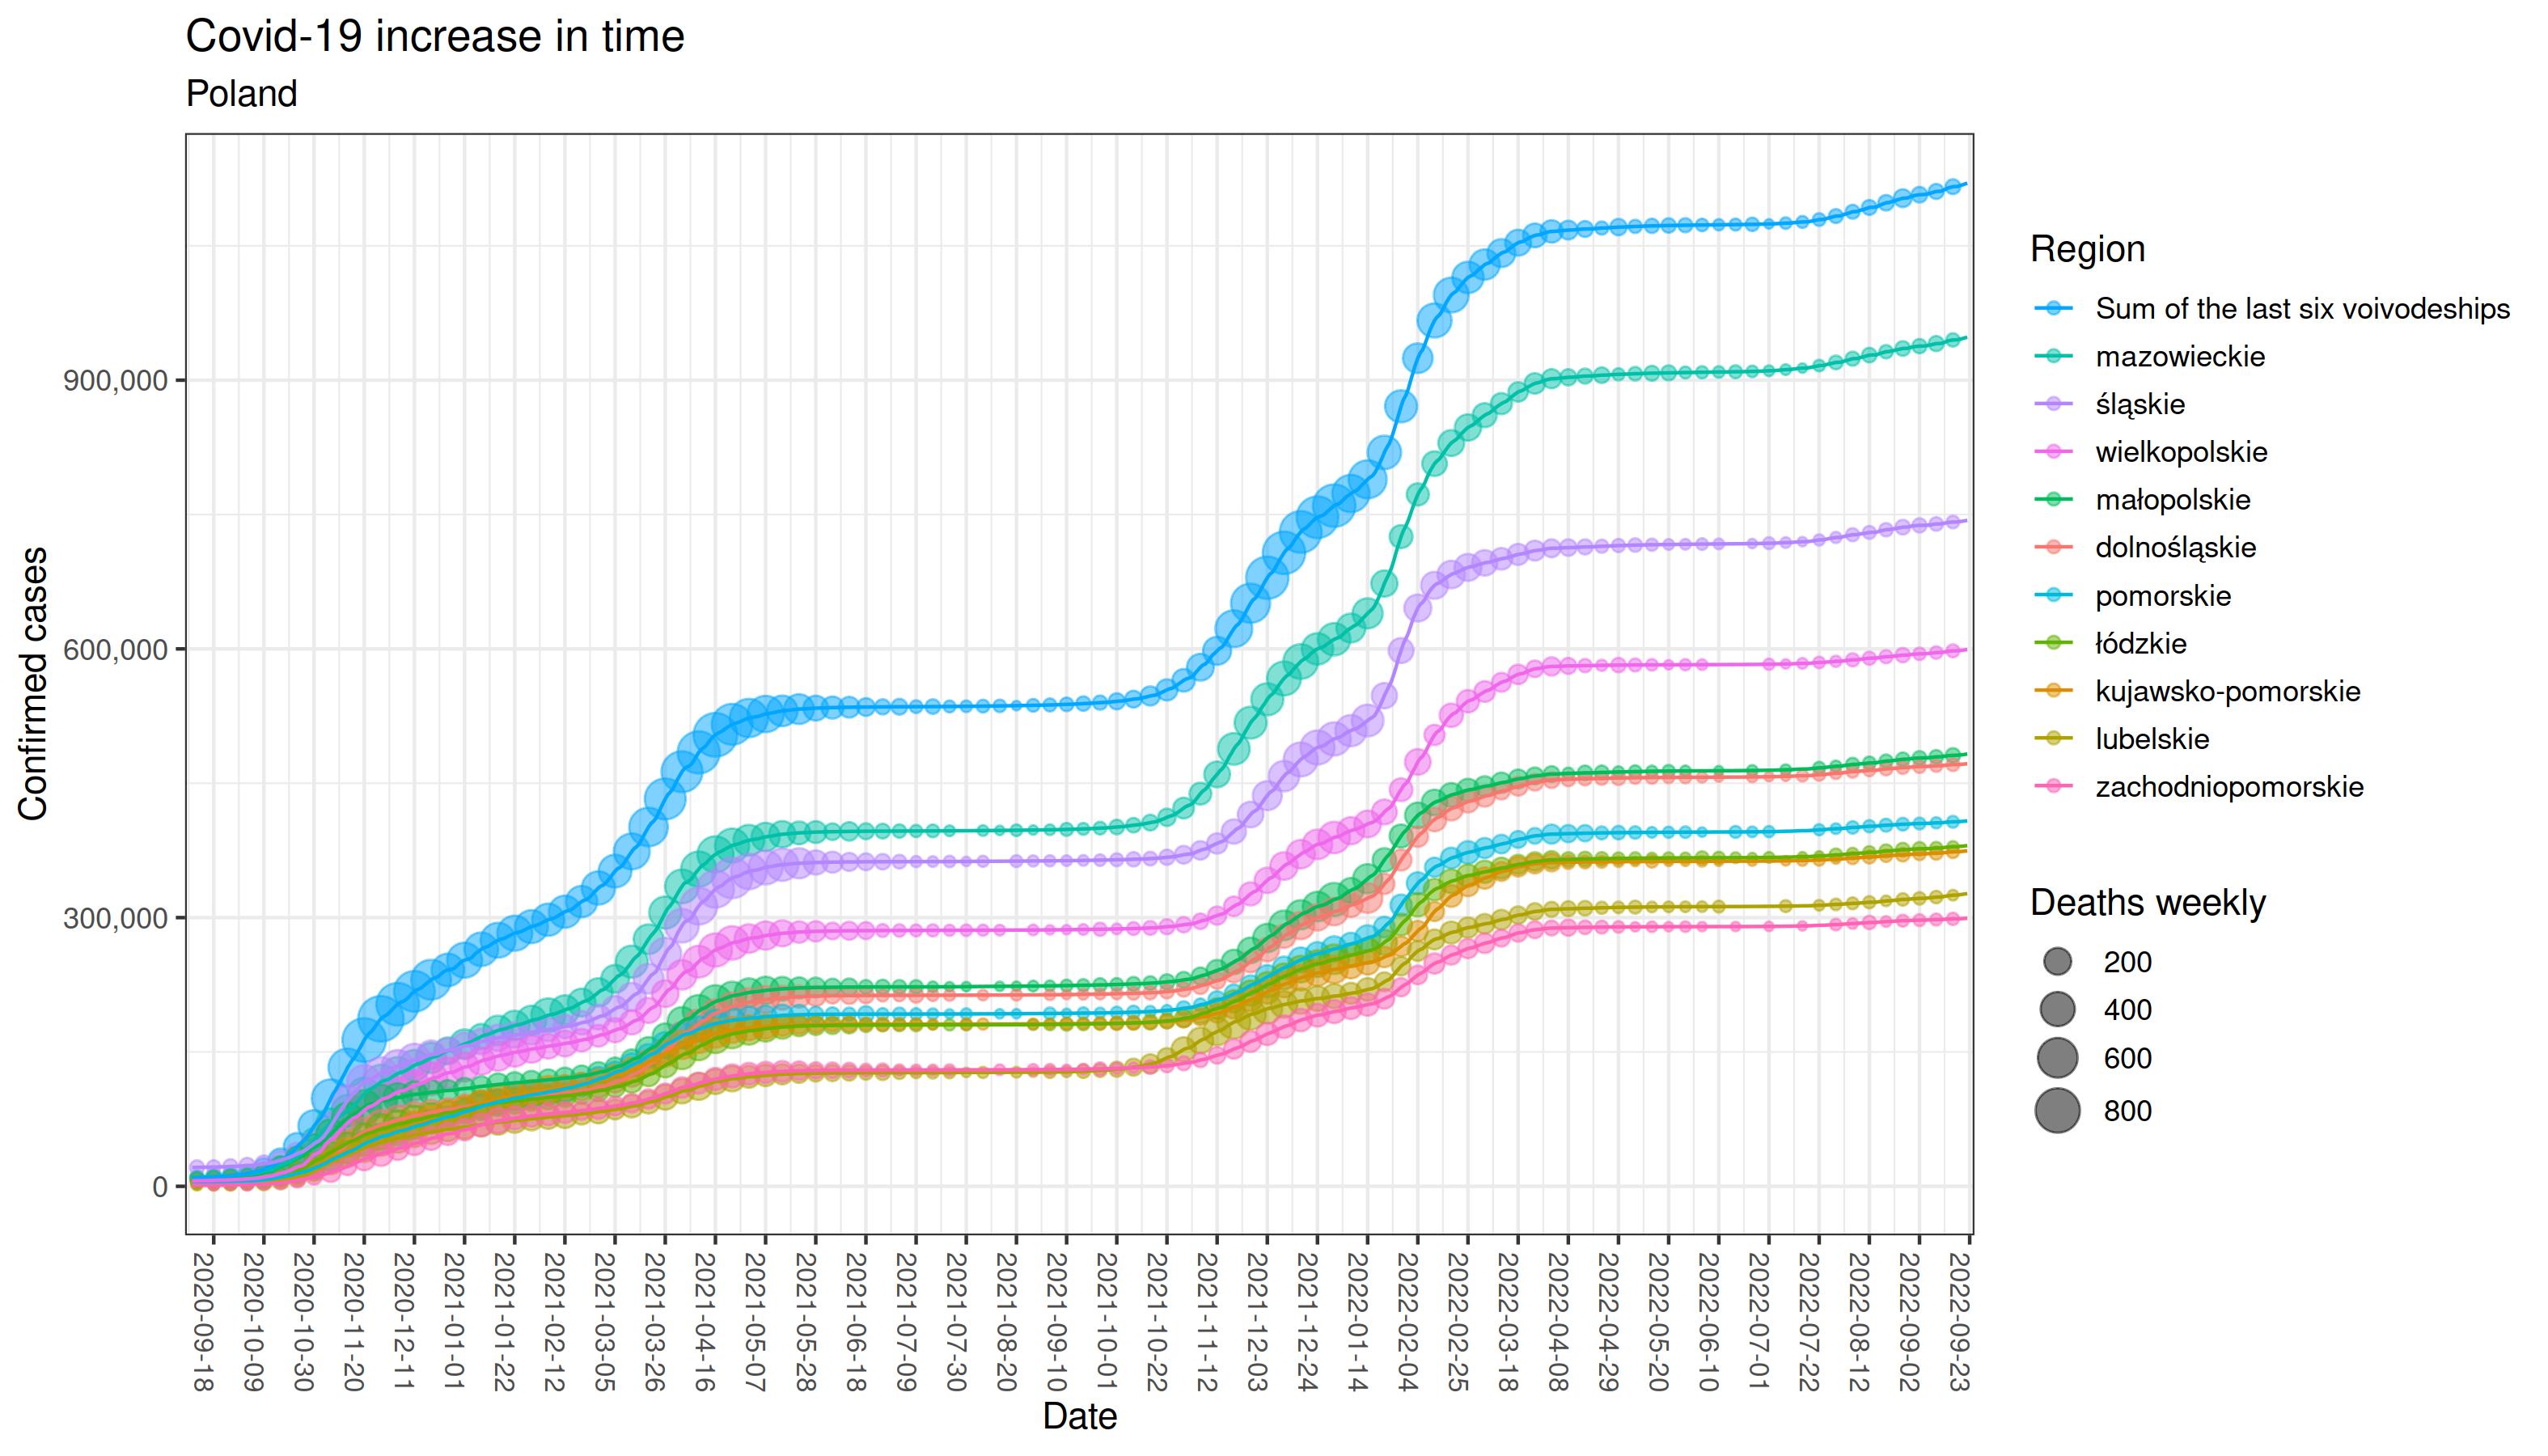 Covid-19 increase in time
Poland
Confirmed cases
900,000
600,000
300,000
0
2020-09-18
2020-10-09
2020-10-30
2020-11-20
2020-12-11
2021-01-01
2021-01-22
2021-02-12
2021-03-05
2021-03-26
2021-04-16
2021-05-07
2021-05-28
2021-06-18
2021-07-09
2021-07-30
2021-08-20
2021-09-10
2021-10-01
2021-10-22
2021-11-12
2021-12-03
2021-12-24
2022-01-14
2022-02-04
2022-02-25
2022-03-18
2022-04-08
2022-04-29
2022-05-20
2022-06-10
2022-07-01
2022-07-22
2022-08-12
2022-09-02
2022-09-23
Date
Region
Sum of the last six voivodeships
mazowieckie
śląskie
wielkopolskie
małopolskie
dolnośląskie
pomorskie
łódzkie
kujawsko-pomorskie
lubelskie
zachodniopomorskie
Deaths weekly
200
400
600
800